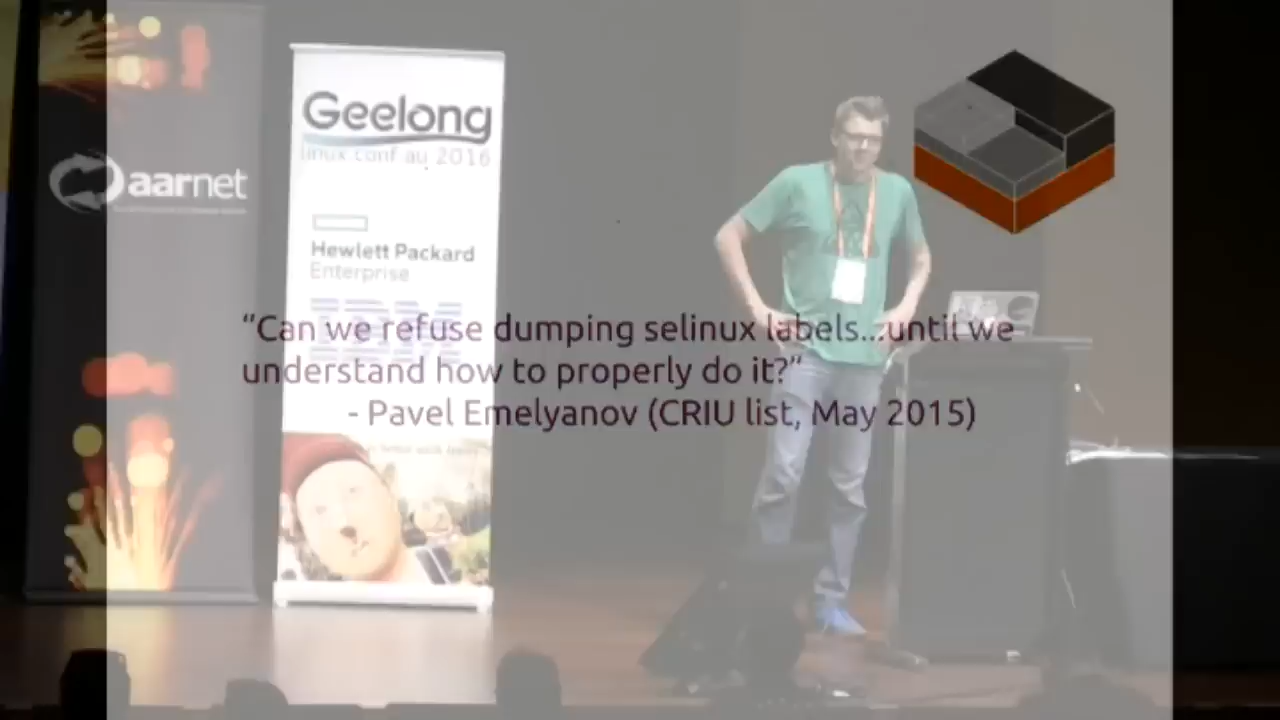 Geelong
linux conf au 2016
aarnet
Hewlett Packard
Enterprise
IBM
“Can we refuse dumping selinux labels...until we
understand how to properly do it?”
- Pavel Emelyanov (CRIU list, May 2015)